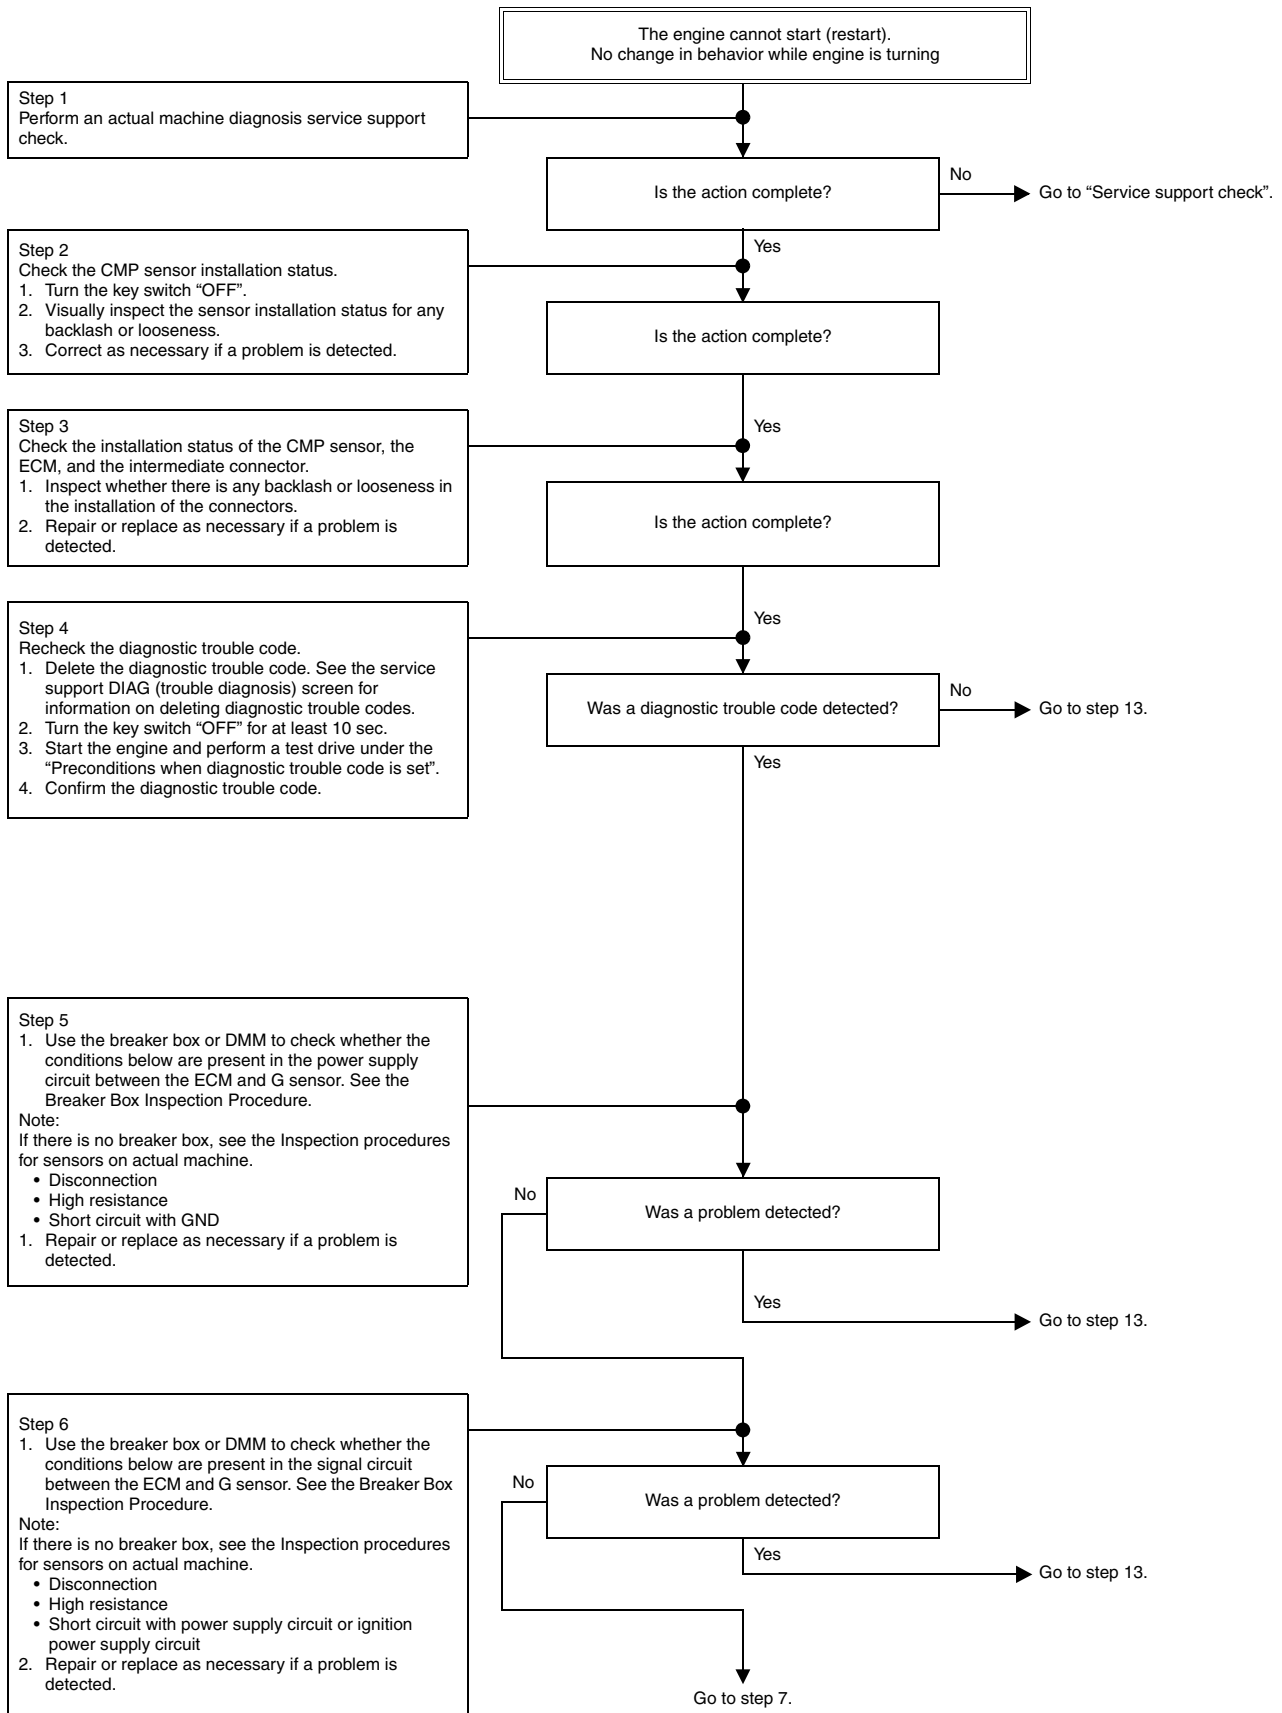 The engine cannot start (restart).
No change in behavior while engine is turning
Step 1
Perform an actual machine diagnosis service support
check.
Is the action complete?
No
Go to “Service support check”.
Yes
Step 2
Check the CMP sensor installation status.
1. Turn the key switch “OFF”.
2. Visually inspect the sensor installation status for any
backlash or looseness.
3. Correct as necessary if a problem is detected.
Is the action complete?
Yes
Step 3
Check the installation status of the CMP sensor, the
ECM, and the intermediate connector.
1. Inspect whether there is any backlash or looseness in
the installation of the connectors.
2. Repair or replace as necessary if a problem is
detected.
Is the action complete?
Yes
Step 4
Recheck the diagnostic trouble code.
1. Delete the diagnostic trouble code. See the service
support DIAG (trouble diagnosis) screen for
information on deleting diagnostic trouble codes.
2. Turn the key switch “OFF” for at least 10 sec.
3. Start the engine and perform a test drive under the
“Preconditions when diagnostic trouble code is set”.
4. Confirm the diagnostic trouble code.
Was a diagnostic trouble code detected?
No
Go to step 13.
Yes
Step 5
1. Use the breaker box or DMM to check whether the
conditions below are present in the power supply
circuit between the ECM and G sensor. See the
Breaker Box Inspection Procedure.
Note:
If there is no breaker box, see the Inspection procedures
for sensors on actual machine.
• Disconnection
• High resistance
• Short circuit with GND
1. Repair or replace as necessary if a problem is
detected.
No
Was a problem detected?
Yes
Go to step 13.
Step 6
1. Use the breaker box or DMM to check whether the
conditions below are present in the signal circuit
between the ECM and G sensor. See the Breaker Box
Inspection Procedure.
Note:
If there is no breaker box, see the Inspection procedures
for sensors on actual machine.
• Disconnection
• High resistance
• Short circuit with power supply circuit or ignition
power supply circuit
2. Repair or replace as necessary if a problem is
detected.
No
Was a problem detected?
Yes
Go to step 13.
Go to step 7.